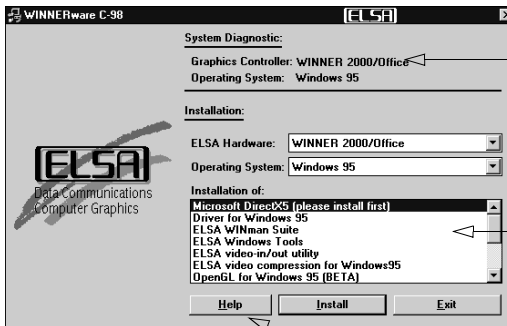 WINNERware C-98
ELSA
System Diagnostic:
Graphics Controller: WINNER 2000/Office
Operating System: Windows 95
Installation:
ELSA Hardware: WINNER 2000/Office
Operating System: Windows 95
ELSA
Data Communications
Computer Graphics
Installation of:
Microsoft DirectX5 (please install first)
Driver for Windows 95
ELSA WINman Suite
ELSA Windows Tools
ELSA video-in/out utility
ELSA video compression for Windows95
OpenGL for Windows 95 (BETA)
Help Install Exit